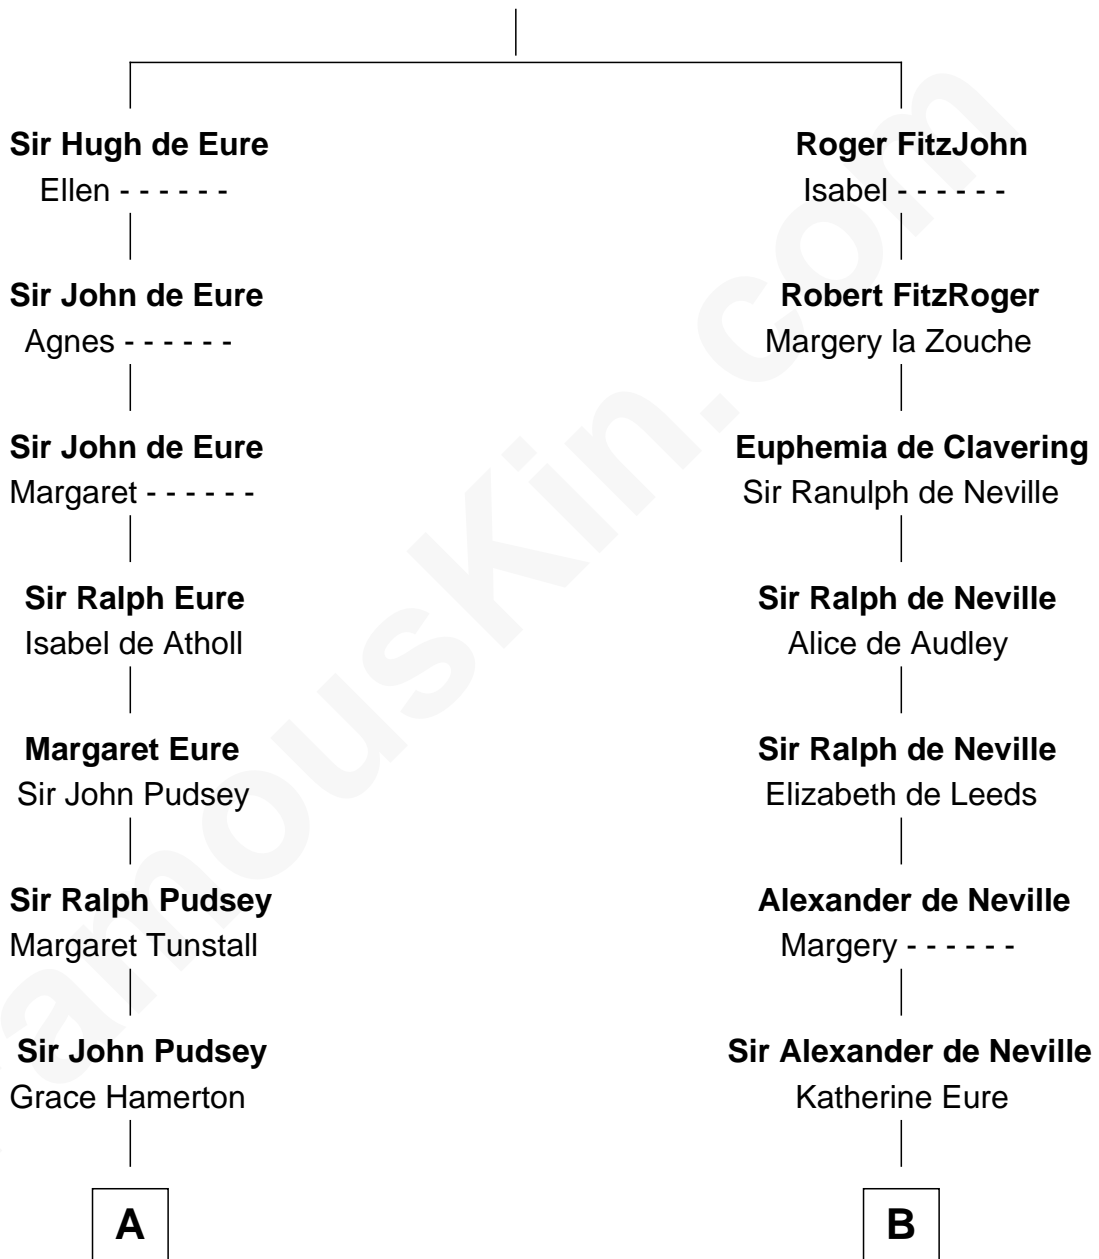 Sir Hugh de Eure
Ellen - - - - - -
Sir John de Eure
Agnes - - - - - -
Sir John de Eure
Margaret - - - - - -
Sir Ralph Eure
Isabel de Atholl
Margaret Eure
Sir John Pudsey
Sir Ralph Pudsey
Margaret Tunstall
Sir John Pudsey
Grace Hamerton
A
Roger FitzJohn
Isabel - - - - - -
Robert FitzRoger
Margery la Zouche
Euphemia de Clavering
Sir Ranulph de Neville
Sir Ralph de Neville
Alice de Audley
Sir Ralph de Neville
Elizabeth de Leeds
Alexander de Neville
Margery - - - - - -
Sir Alexander de Neville
Katherine Eure
B
amousKin.com